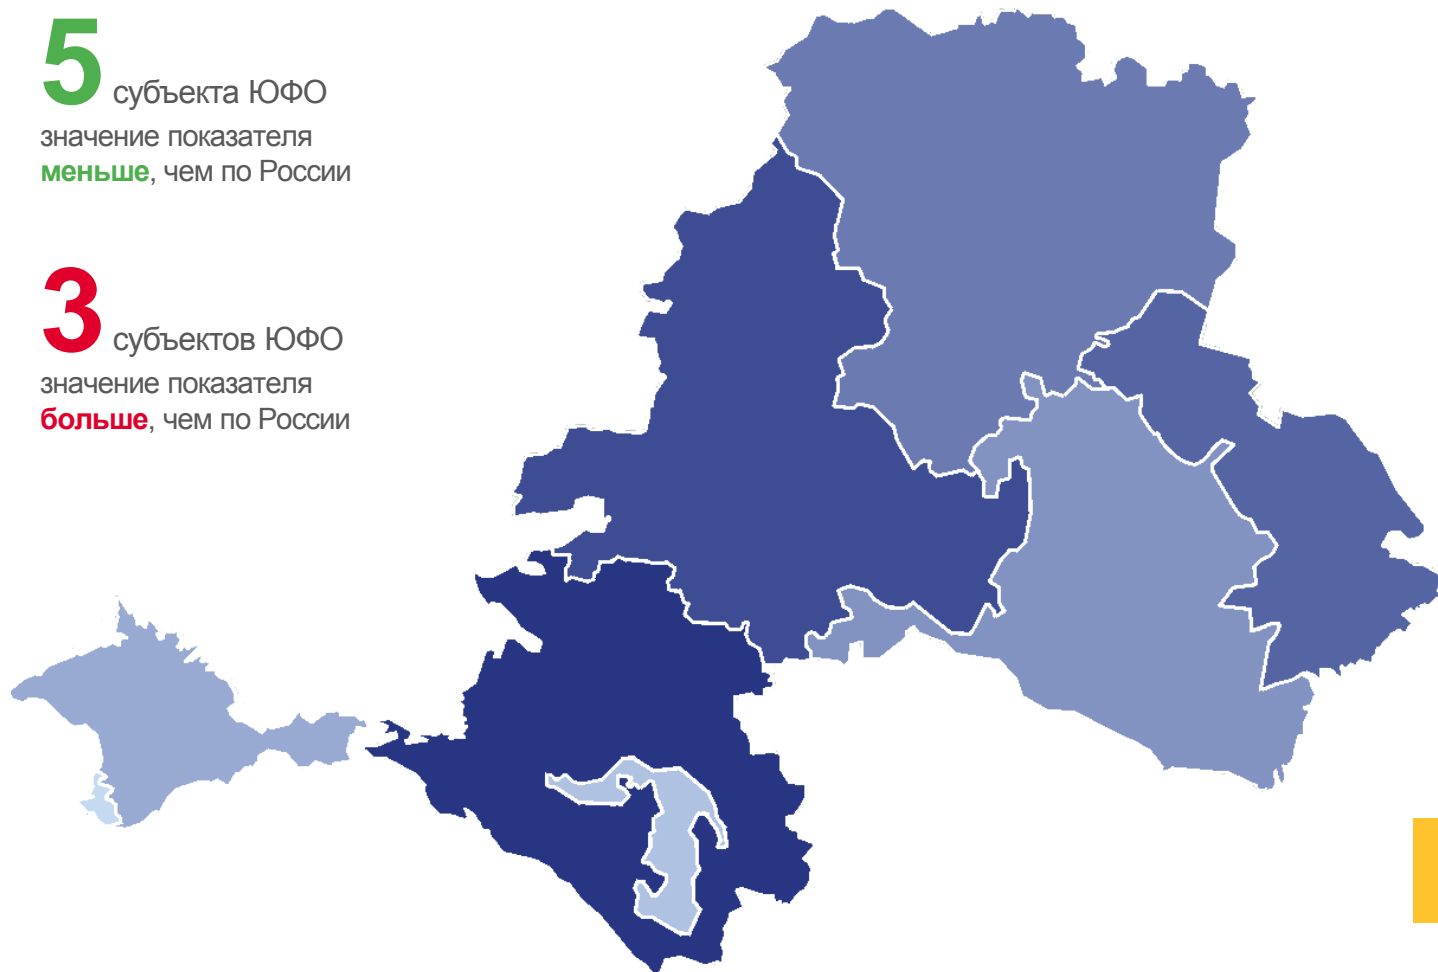 5 субъекта ЮФО
значение показателя
меньше, чем по России
3 субъектов ЮФО
значение показателя
больше, чем по России